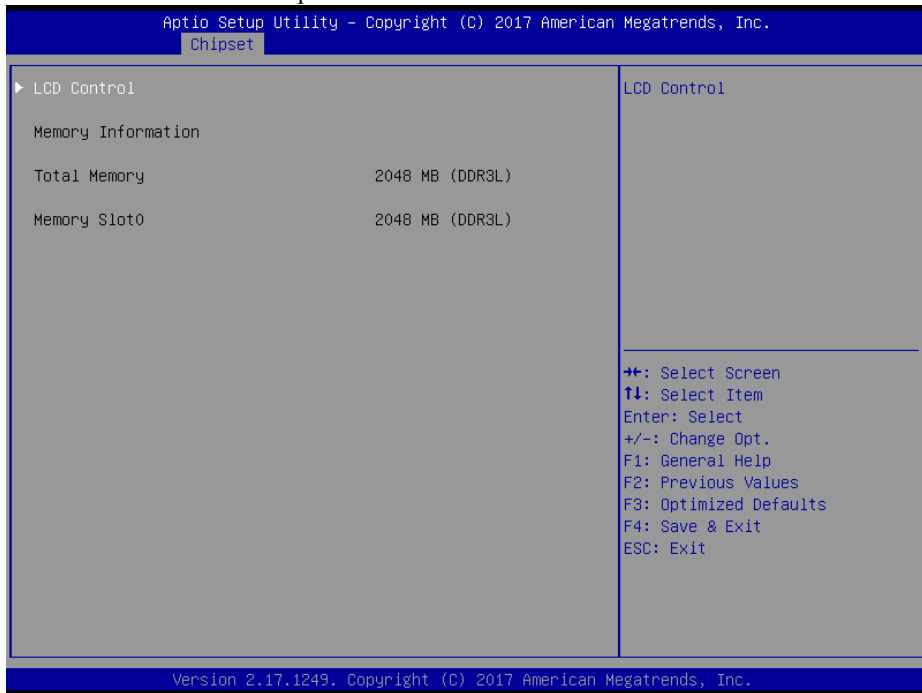 Aptio Setup Utility – Copyright (C) 2017 American Megatrends, Inc.
Chipset
LCD Control
LCD Control
Memory Information
Total Memory 2048 MB (DDR3L)
Memory Slot0 2048 MB (DDR3L)
→←: Select Screen
↑↓: Select Item
Enter: Select
+/-: Change Opt.
F1: General Help
F2: Previous Values
F3: Optimized Defaults
F4: Save & Exit
ESC: Exit
Version 2.17.1249. Copyright (C) 2017 American Megatrends, Inc.